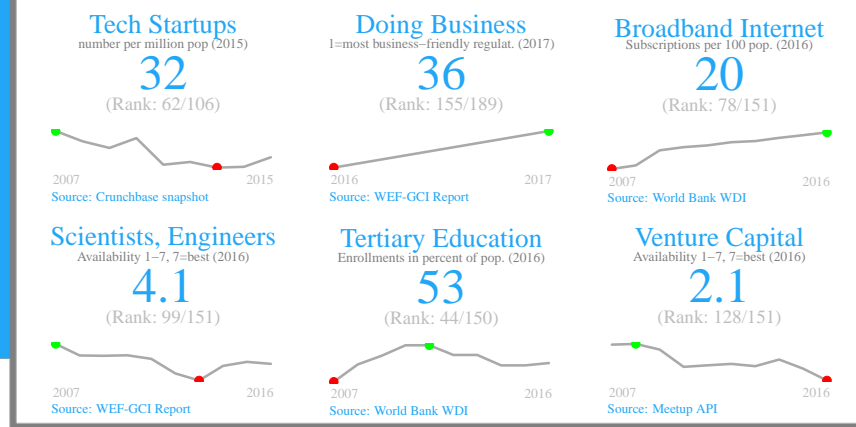 Tech Startups
number per million pop (2015)
32
(Rank: 62/106)
2007 2015
Source: Crunchbase snapshot
Doing Business
1=most business−friendly regulat. (2017)
36
(Rank: 155/189)
2016 2017
Source: WEF-GCI Report
Broadband Internet
Subscriptions per 100 pop. (2016)
20
(Rank: 78/151)
2007 2016
Source: World Bank WDI
Scientists, Engineers
Availability 1−7, 7=best (2016)
4.1
(Rank: 99/151)
2007 2016
Source: WEF-GCI Report
Tertiary Education
Enrollments in percent of pop. (2016)
53
(Rank: 44/150)
2007 2016
Source: World Bank WDI
Venture Capital
Availability 1−7, 7=best (2016)
2.1
(Rank: 128/151)
2007 2016
Source: Meetup API